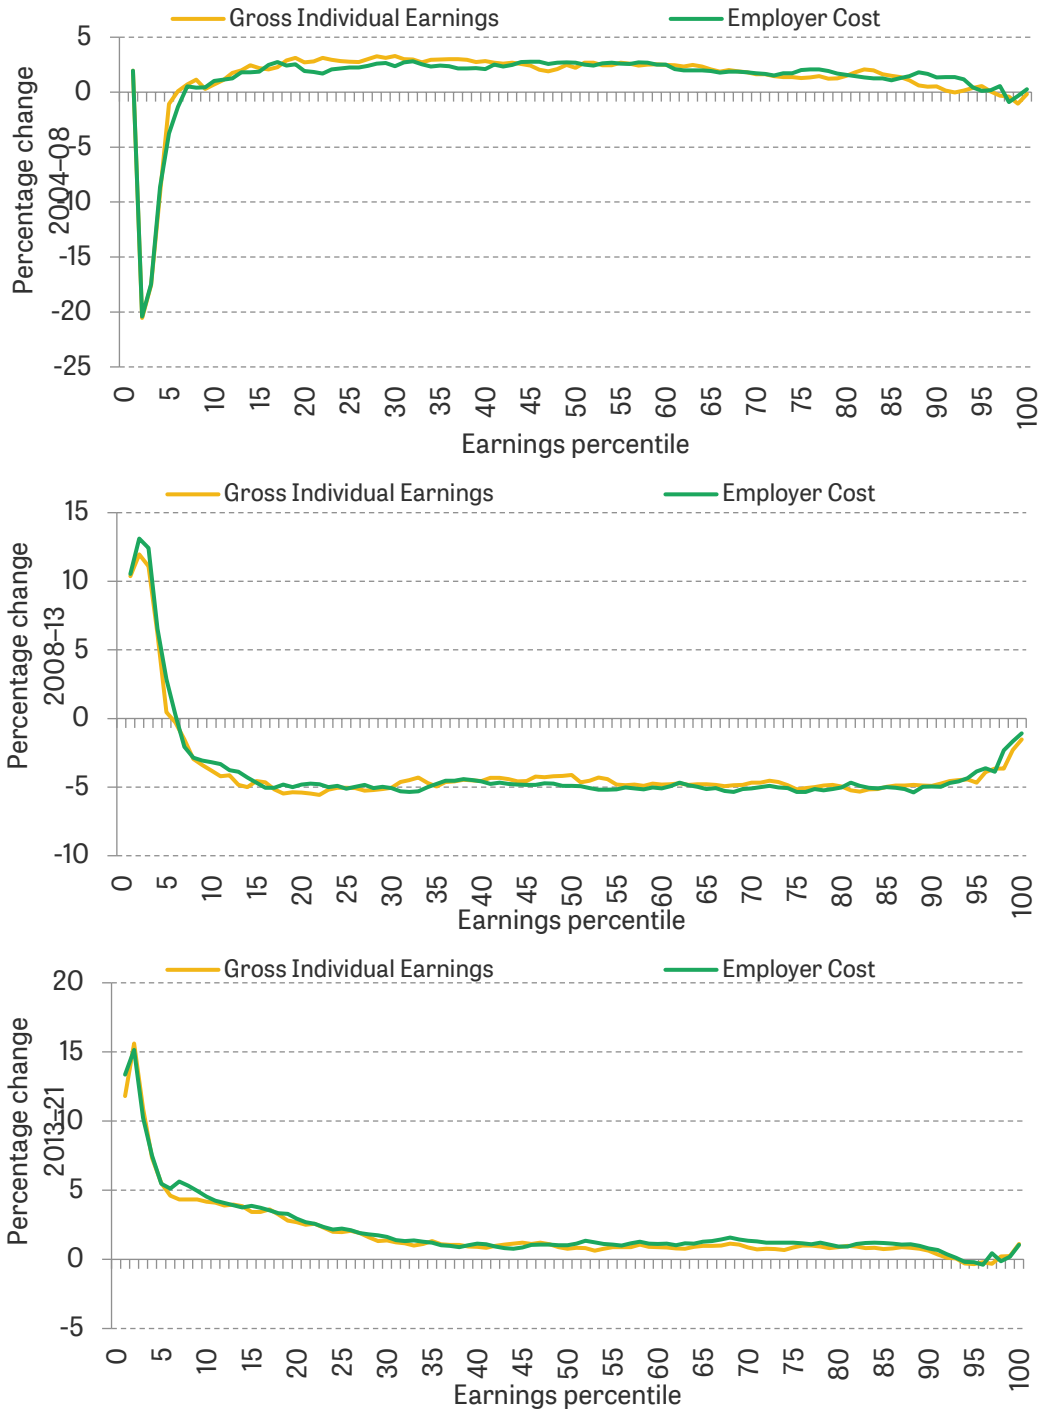 Gross Individual Earnings Employer Cost
5
0
-5
-10
-15
-20
-25
Percentage change
2004–08
0 5 10 15 20 25 30 35 40 45 50 55 60 65 70 75 80 85 90 95 100
Earnings percentile
Gross Individual Earnings Employer Cost
15
10
5
0
-5
-10
Percentage change
2008–13
0 5 10 15 20 25 30 35 40 45 50 55 60 65 70 75 80 85 90 95 100
Earnings percentile
Gross Individual Earnings Employer Cost
20
15
10
5
0
-5
Percentage change
2013–21
0 5 10 15 20 25 30 35 40 45 50 55 60 65 70 75 80 85 90 95 100
Earnings percentile